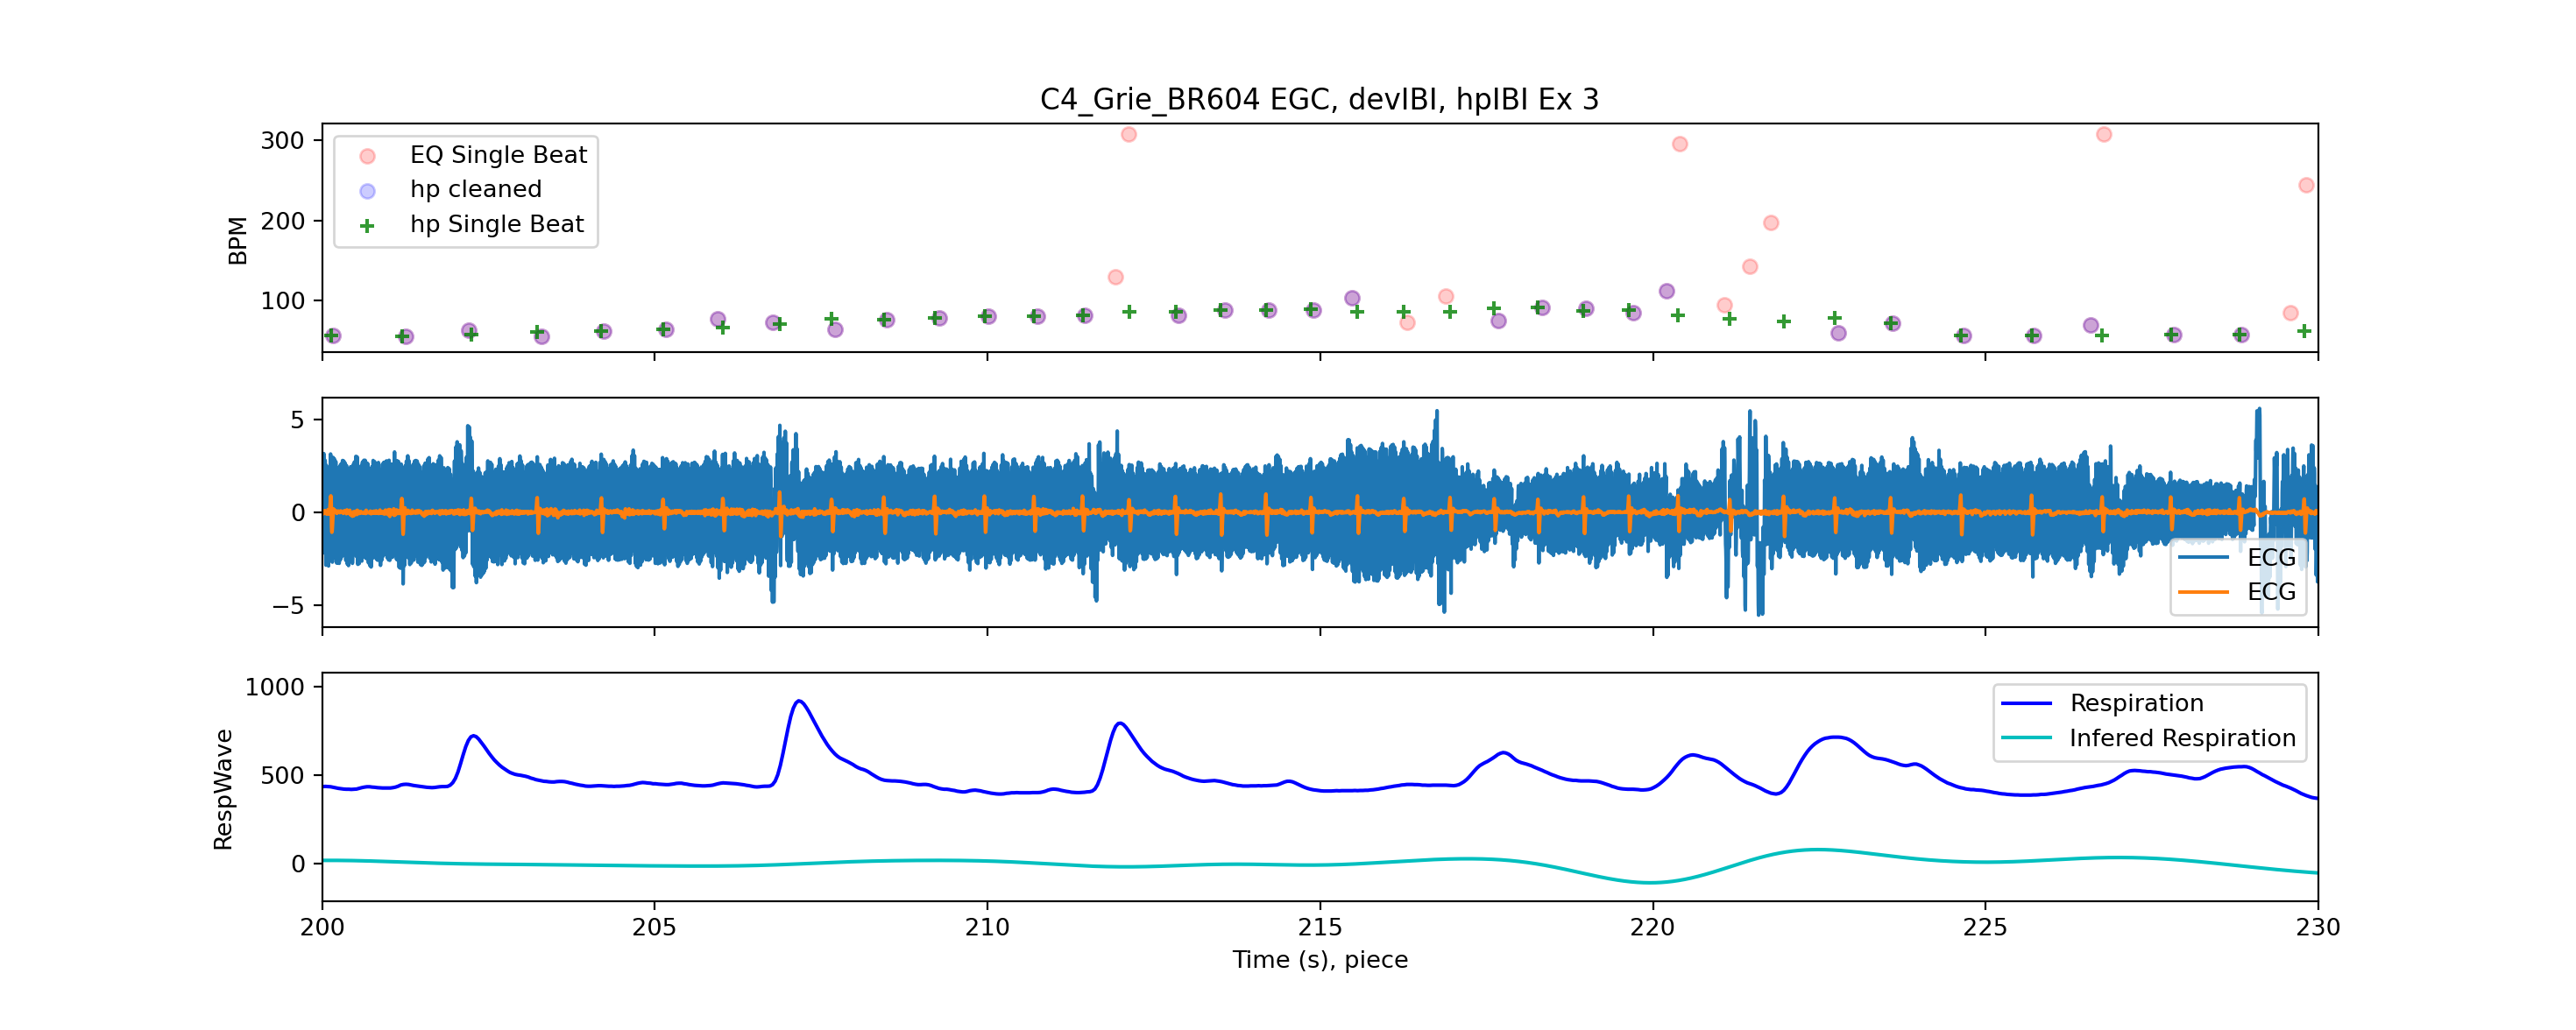 C4_Grie_BR604 EGC, devIBI, hpIBI Ex 3
300
200
100
BPM
EQ Single Beat
hp cleaned
hp Single Beat
5
0
−5
ECG
ECG
1000
500
0
RespWave
Respiration
Infered Respiration
200
205
210
215
220
225
230
Time (s), piece